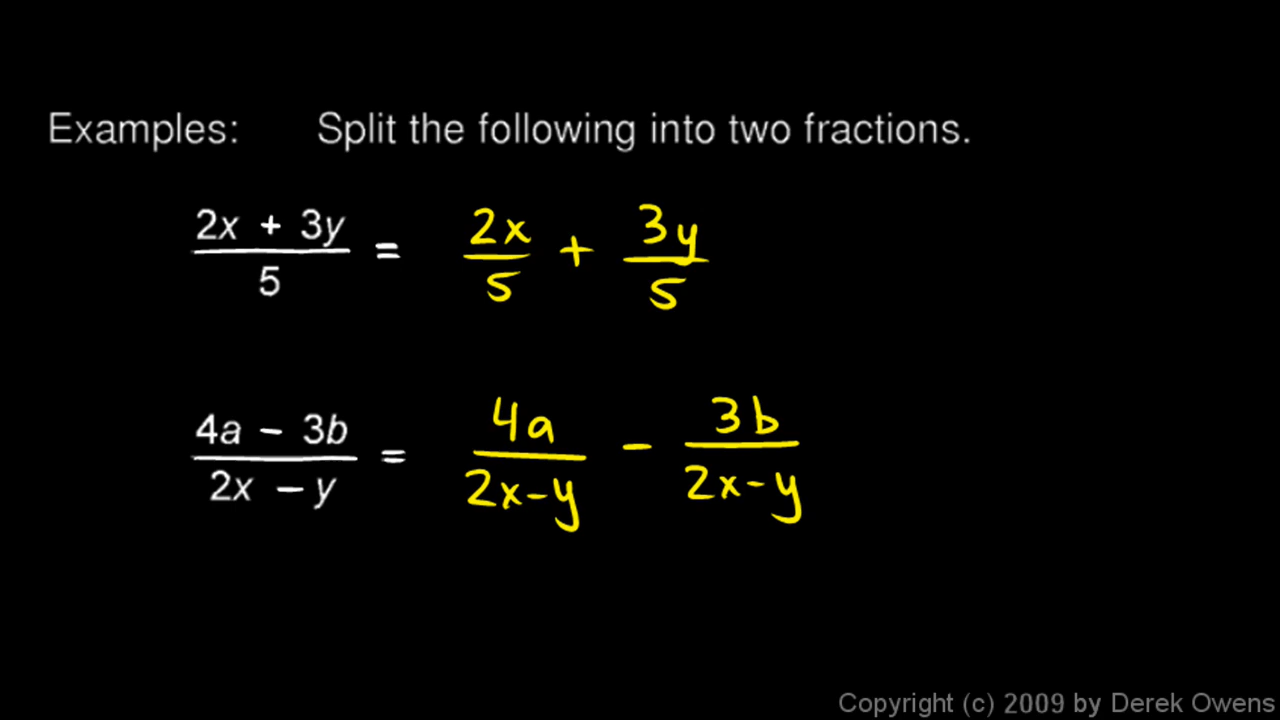 Examples: Split the following into two fractions.
2x + 3y / 5 = 2x / 5 + 3y / 5
4a − 3b / 2x − y = 4a / 2x-y - 3b / 2x-y
Copyright (c) 2009 by Derek Owens